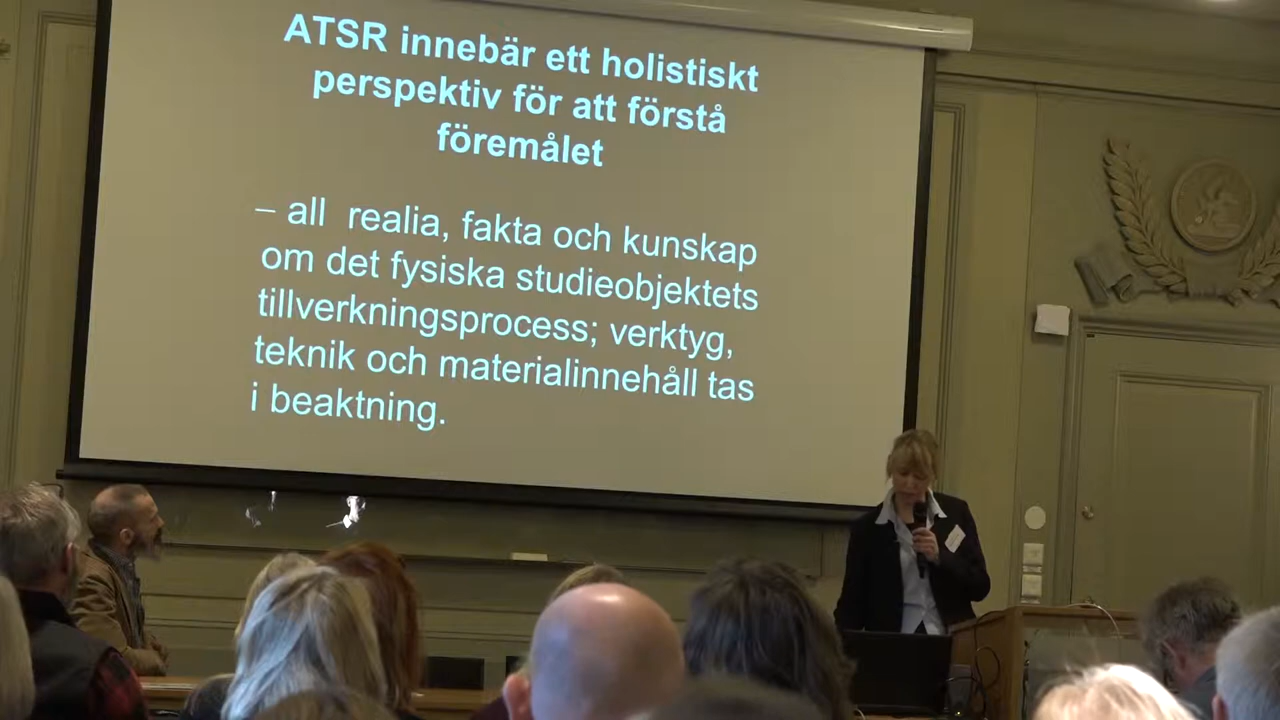 ATSR innebär ett holistiskt
perspektiv för att förstå
föremålet
– all realia, fakta och kunskap
om det fysiska studieobjektets
tillverkningsprocess; verktyg,
teknik och materialinnehåll tas
i beaktning.